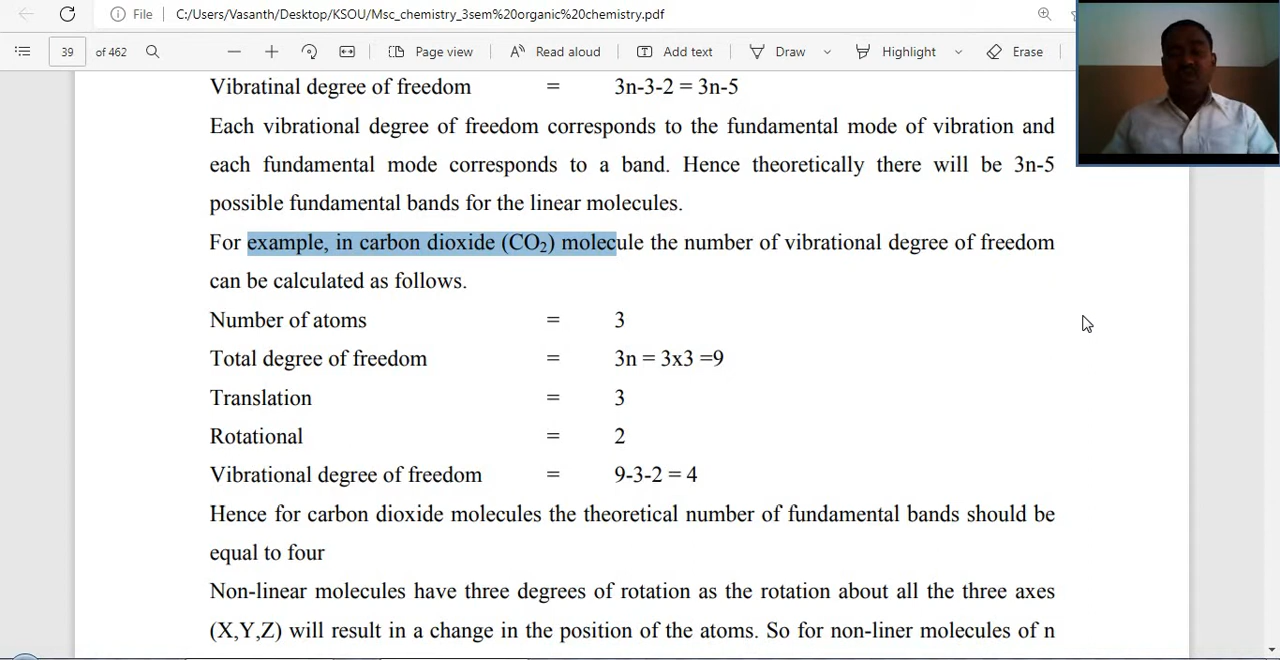 File
C:/Users/Vasanth/Desktop/KSOU/Msc_chemistry_3sem%20organic%20chemistry.pdf
39 of 462 Page view Read aloud Add text Draw Highlight Erase
Vibratinal degree of freedom = 3n-3-2 = 3n-5
Each vibrational degree of freedom corresponds to the fundamental mode of vibration and
each fundamental mode corresponds to a band. Hence theoretically there will be 3n-5
possible fundamental bands for the linear molecules.
For example, in carbon dioxide (CO₂) molecule the number of vibrational degree of freedom
can be calculated as follows.
Number of atoms = 3
Total degree of freedom = 3n = 3x3 =9
Translation = 3
Rotational = 2
Vibrational degree of freedom = 9-3-2 = 4
Hence for carbon dioxide molecules the theoretical number of fundamental bands should be
equal to four
Non-linear molecules have three degrees of rotation as the rotation about all the three axes
(X,Y,Z) will result in a change in the position of the atoms. So for non-liner molecules of n